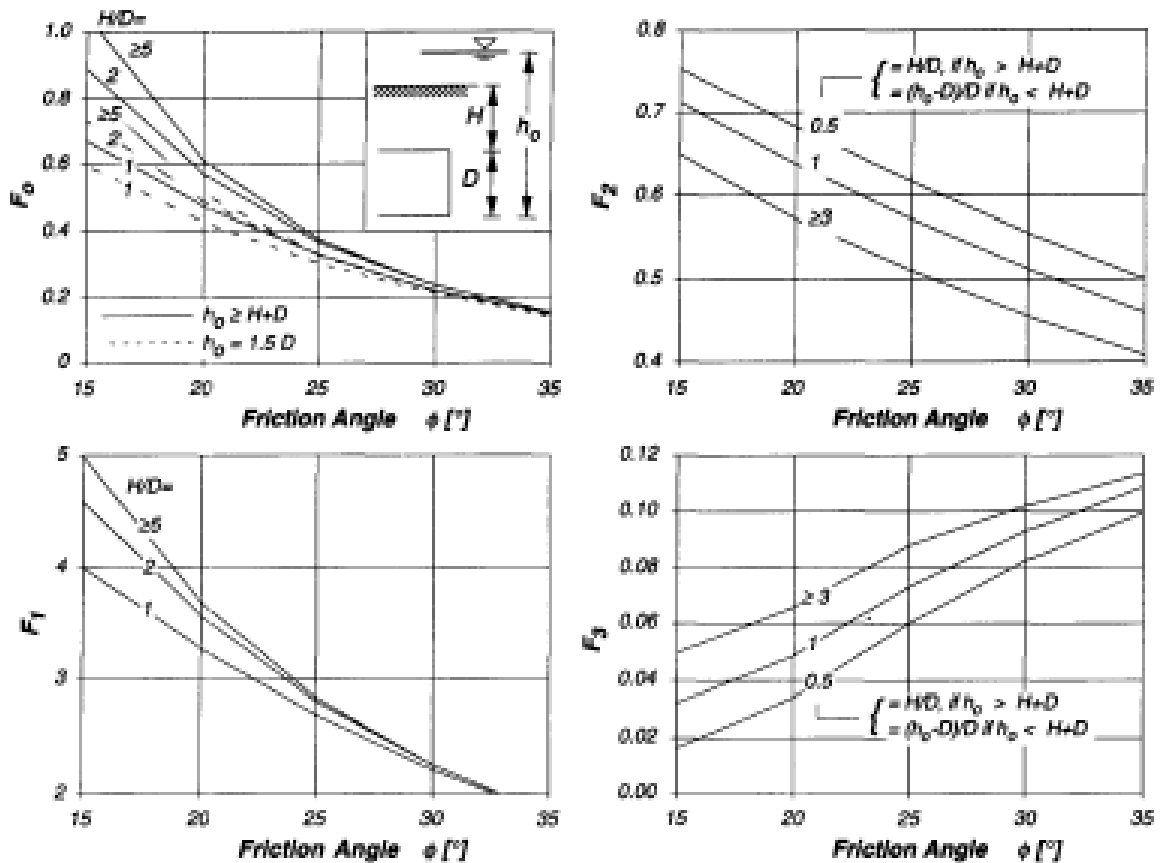 H/D=
≥5
2
≥5
2
1
1
1.0
0.8
0.6
0.4
0.2
0
F₀
H
D
h₀
h₀ ≥ H+D
h₀ = 1.5 D
15 20 25 30 35
Friction Angle ϕ [°]
0.8
0.7
0.6
0.5
0.4
F₂
= H/D, if h₀ > H+D
= (h₀-D)/D if h₀ < H+D
0.5
1
≥3
15 20 25 30 35
Friction Angle ϕ [°]
5
4
3
2
F₁
H/D=
≥5
2
1
15 20 25 30 35
Friction Angle ϕ [°]
0.12
0.10
0.08
0.06
0.04
0.02
0.00
F₃
≥ 3
1
0.5
= H/D, if h₀ > H+D
= (h₀-D)/D if h₀ < H+D
15 20 25 30 35
Friction Angle ϕ [°]